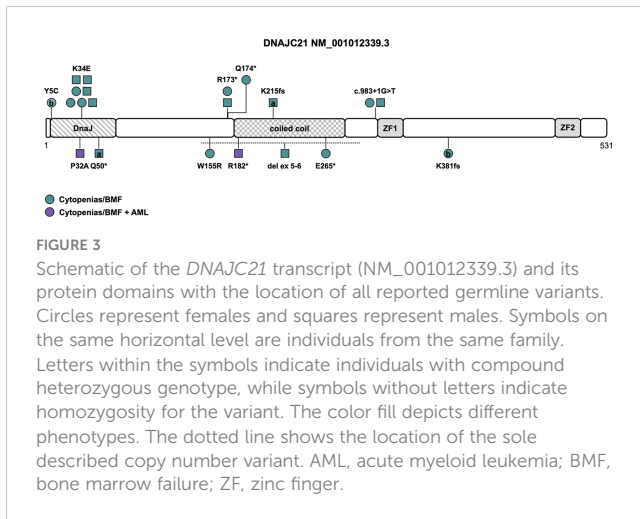 DNAJC21 NM_001012339.3
Q174*
K34E
R173*
Y5C
K215fs
c.983+1G>T
b
a
DnaJ
coiled coil
ZF1
ZF2
1
531
a
b
P32A Q50*
W155R
R182*
del ex 5-6
E265*
K381fs
Cytopenias/BMF
Cytopenias/BMF + AML
FIGURE 3
Schematic of the DNAJC21 transcript (NM_001012339.3) and its
protein domains with the location of all reported germline variants.
Circles represent females and squares represent males. Symbols on
the same horizontal level are individuals from the same family.
Letters within the symbols indicate individuals with compound
heterozygous genotype, while symbols without letters indicate
homozygosity for the variant. The color fill depicts different
phenotypes. The dotted line shows the location of the sole
described copy number variant. AML, acute myeloid leukemia; BMF,
bone marrow failure; ZF, zinc finger.